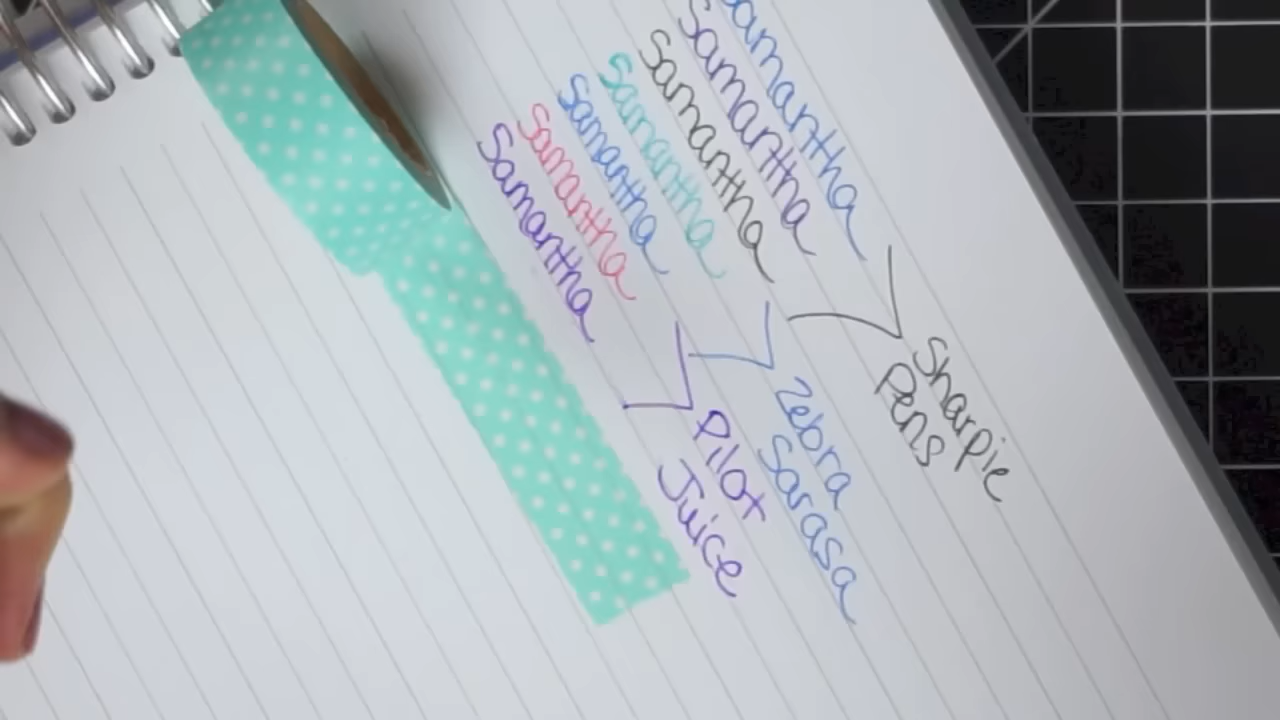 Samantha
Samantha
Samantha
Samantha
Samantha
Samantha
Samantha
Sharpie
Pens
Zebra
Sarasa
Pilot
Juice